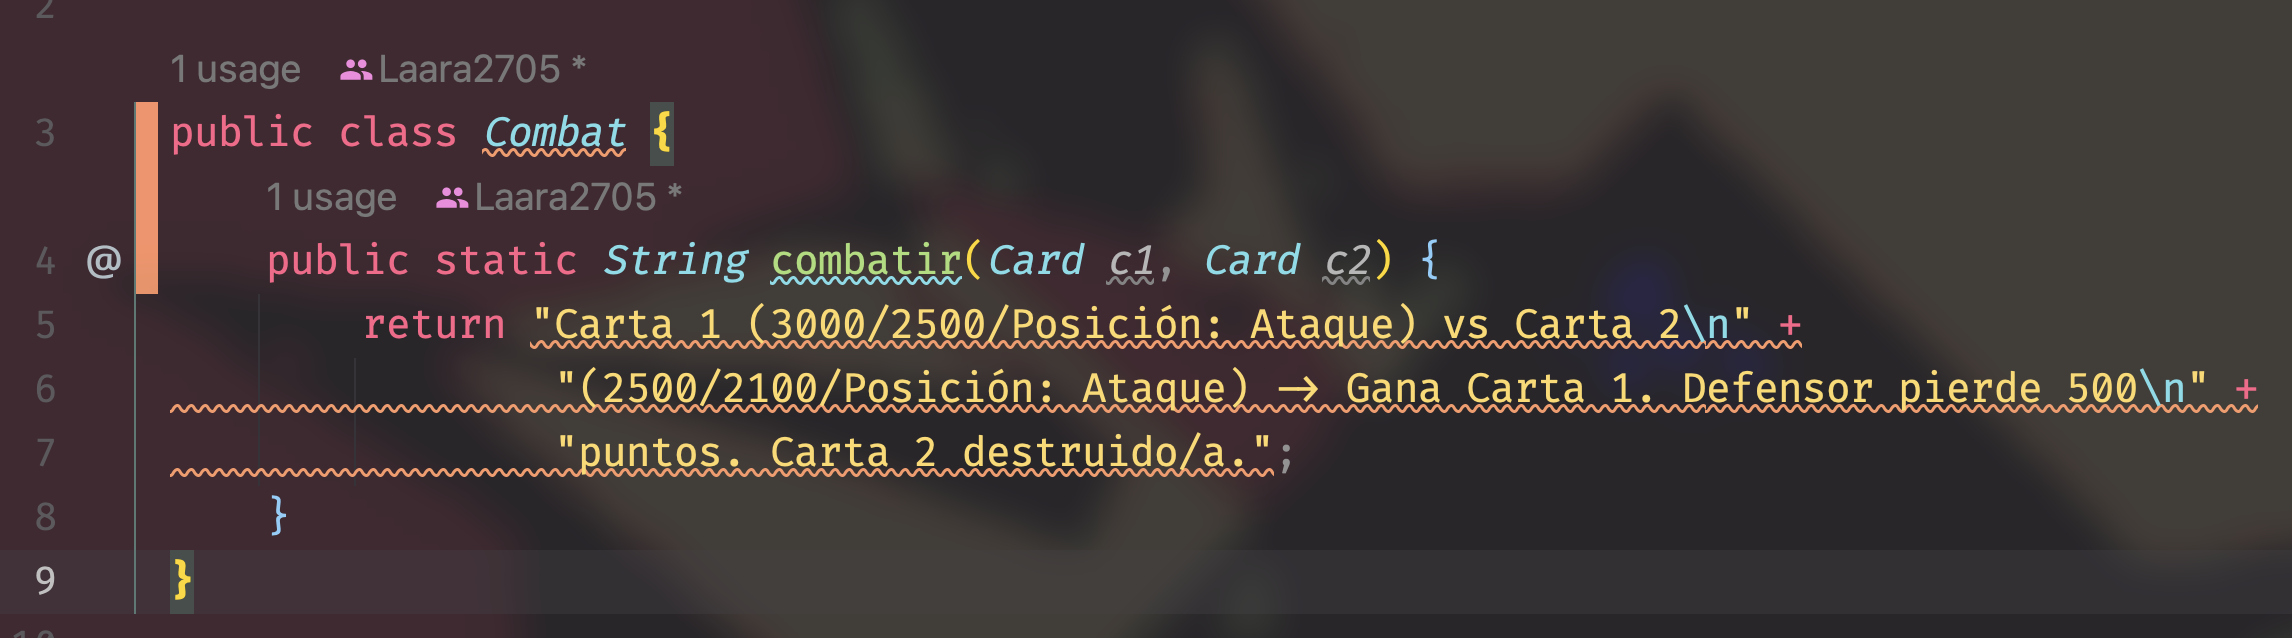 2
1 usage Laara2705 *
3 public class Combat {
1 usage Laara2705 *
4 @ public static String combatir(Card c1, Card c2) {
5 return "Carta 1 (3000/2500/Posición: Ataque) vs Carta 2\n" +
6 "(2500/2100/Posición: Ataque) → Gana Carta 1. Defensor pierde 500\n" +
7 "puntos. Carta 2 destruido/a.";
8 }
9 }
10